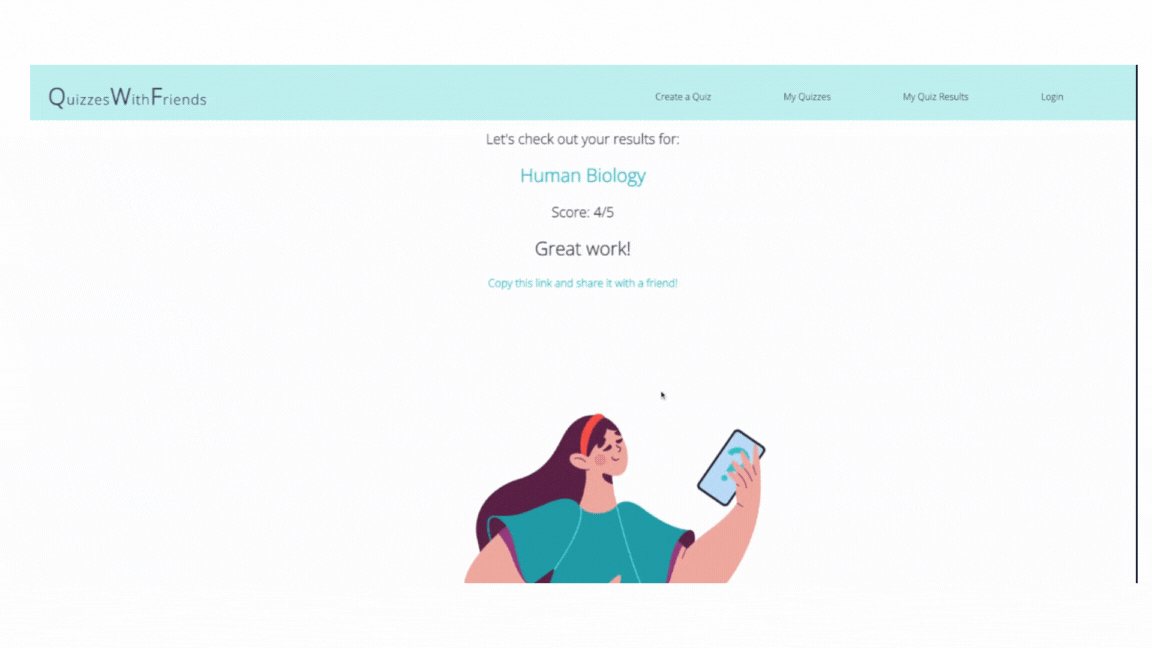 QuizzesWithFriends Create a Quiz My Quizzes My Quiz Results Login
Let's check out your results for:
Human Biology
Score: 4/5
Great work!
Copy this link and share it with a friend!